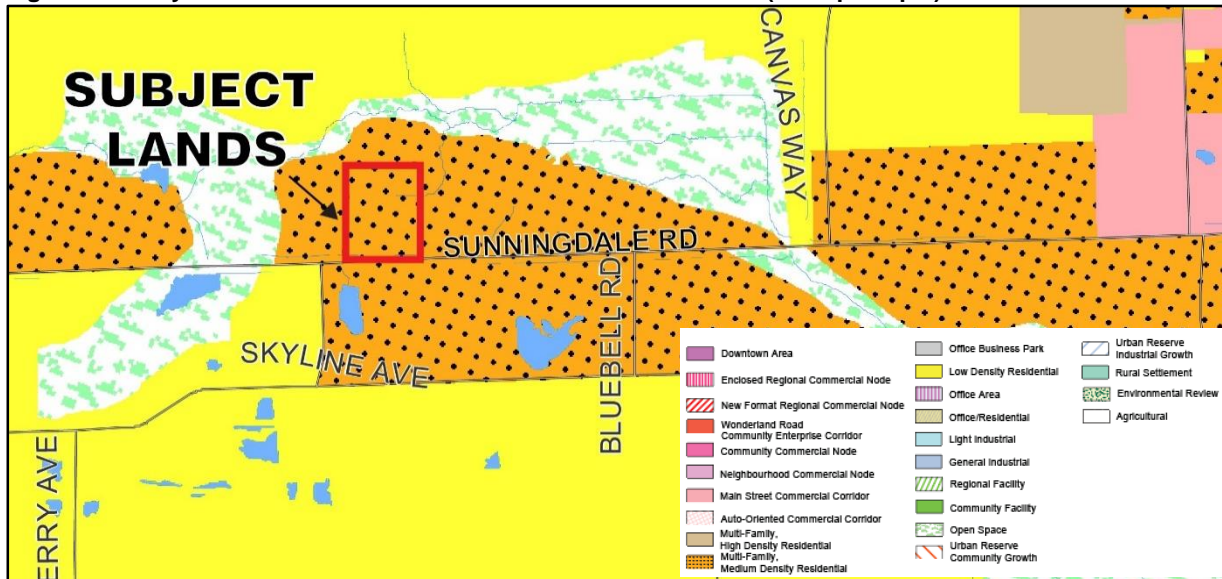 SUBJECT
LANDS
CANVAS WAY
SUNNINGDALE RD
BLUEBELL RD
SKYLINE AVE
ERRY AVE
Downtown Area
Enclosed Regional Commercial Node
New Format Regional Commercial Node
Wonderland Road
Community Enterprise Corridor
Community Commercial Node
Neighbourhood Commercial Node
Main Street Commercial Corridor
Auto-Oriented Commercial Corridor
Multi-Family,
High Density Residential
Multi-Family,
Medium Density Residential
Office Business Park
Low Density Residential
Office Area
Office/Residential
Light Industrial
General Industrial
Regional Facility
Community Facility
Open Space
Urban Reserve
Community Growth
Urban Reserve
Industrial Growth
Rural Settlement
Environmental Review
Agricultural